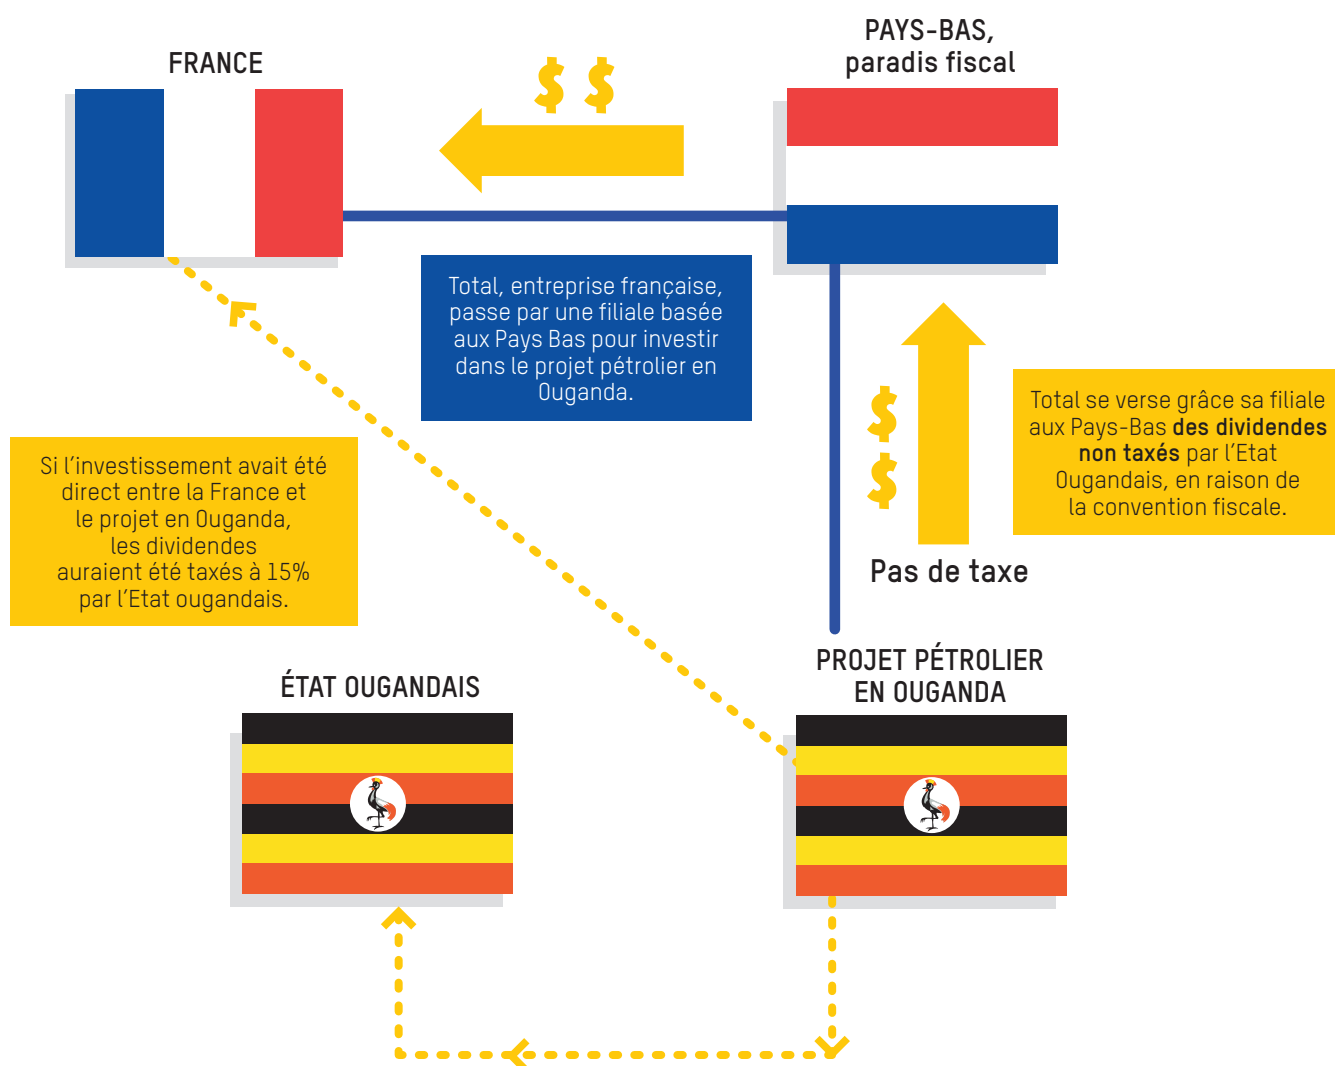 FRANCE
PAYS-BAS,
paradis fiscal
$ $
Total, entreprise française,
passe par une filiale basée
aux Pays Bas pour investir
dans le projet pétrolier en
Ouganda.
$
$
Total se verse grâce sa filiale
aux Pays-Bas des dividendes
non taxés par l'Etat
Ougandais, en raison de
la convention fiscale.
Si l'investissement avait été
direct entre la France et
le projet en Ouganda,
les dividendes
auraient été taxés à 15%
par l'Etat ougandais.
Pas de taxe
ÉTAT OUGANDAIS
PROJET PÉTROLIER
EN OUGANDA